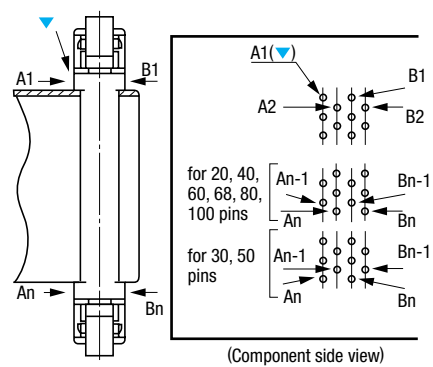 A1
B1
An
Bn
A1(▼)
B1
A2
B2
for 20, 40,
60, 68, 80,
100 pins
An-1
Bn-1
An
Bn
for 30, 50
pins
An-1
Bn-1
An
Bn
(Component side view)